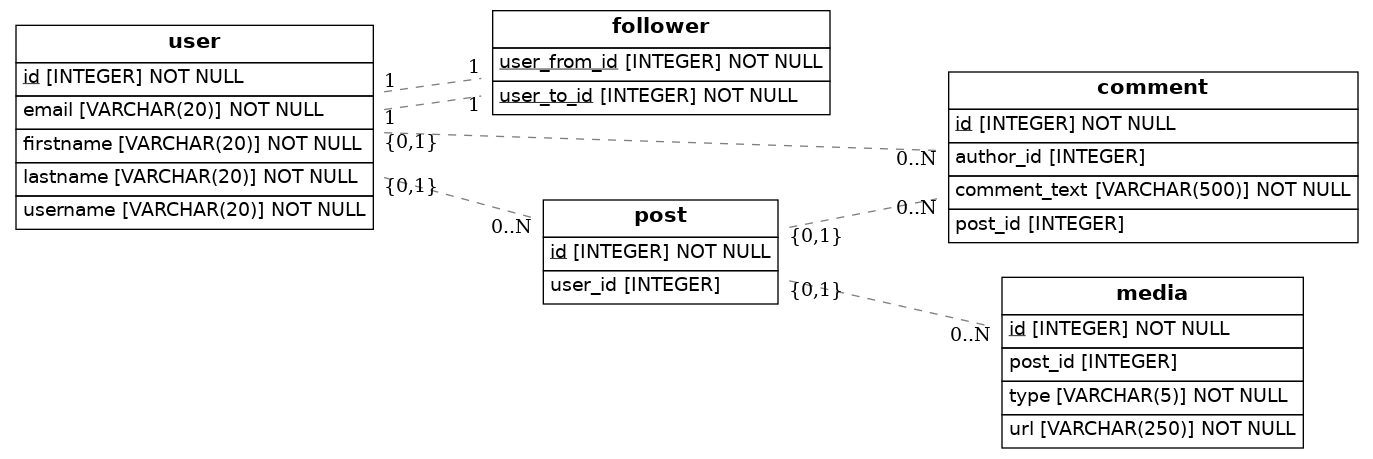 user
id [INTEGER] NOT NULL
email [VARCHAR(20)] NOT NULL
firstname [VARCHAR(20)] NOT NULL
lastname [VARCHAR(20)] NOT NULL
username [VARCHAR(20)] NOT NULL
1
1
{0,1}
{0,1}
follower
user_from_id [INTEGER] NOT NULL
user_to_id [INTEGER] NOT NULL
1
1
0..N
post
id [INTEGER] NOT NULL
user_id [INTEGER]
{0,1}
{0,1}
comment
id [INTEGER] NOT NULL
author_id [INTEGER]
comment_text [VARCHAR(500)] NOT NULL
post_id [INTEGER]
0..N
0..N
media
id [INTEGER] NOT NULL
post_id [INTEGER]
type [VARCHAR(5)] NOT NULL
url [VARCHAR(250)] NOT NULL
0..N